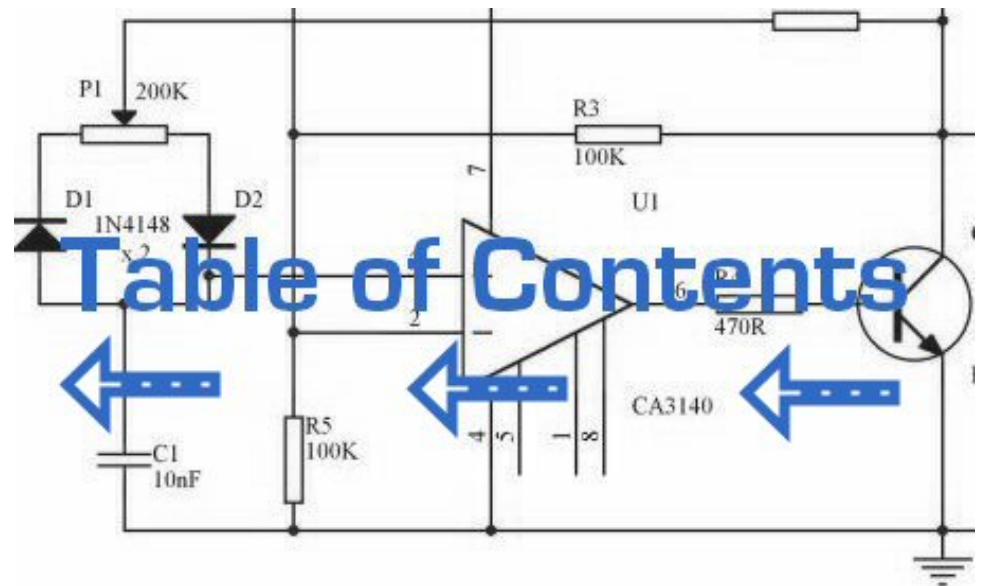 P1 200K
R3
100K
7
U1
D1
1N4148
x 2
D2
Table of Contents
2
6
470R
CA3140
R5
100K
C1
10nF
4
5
1
8